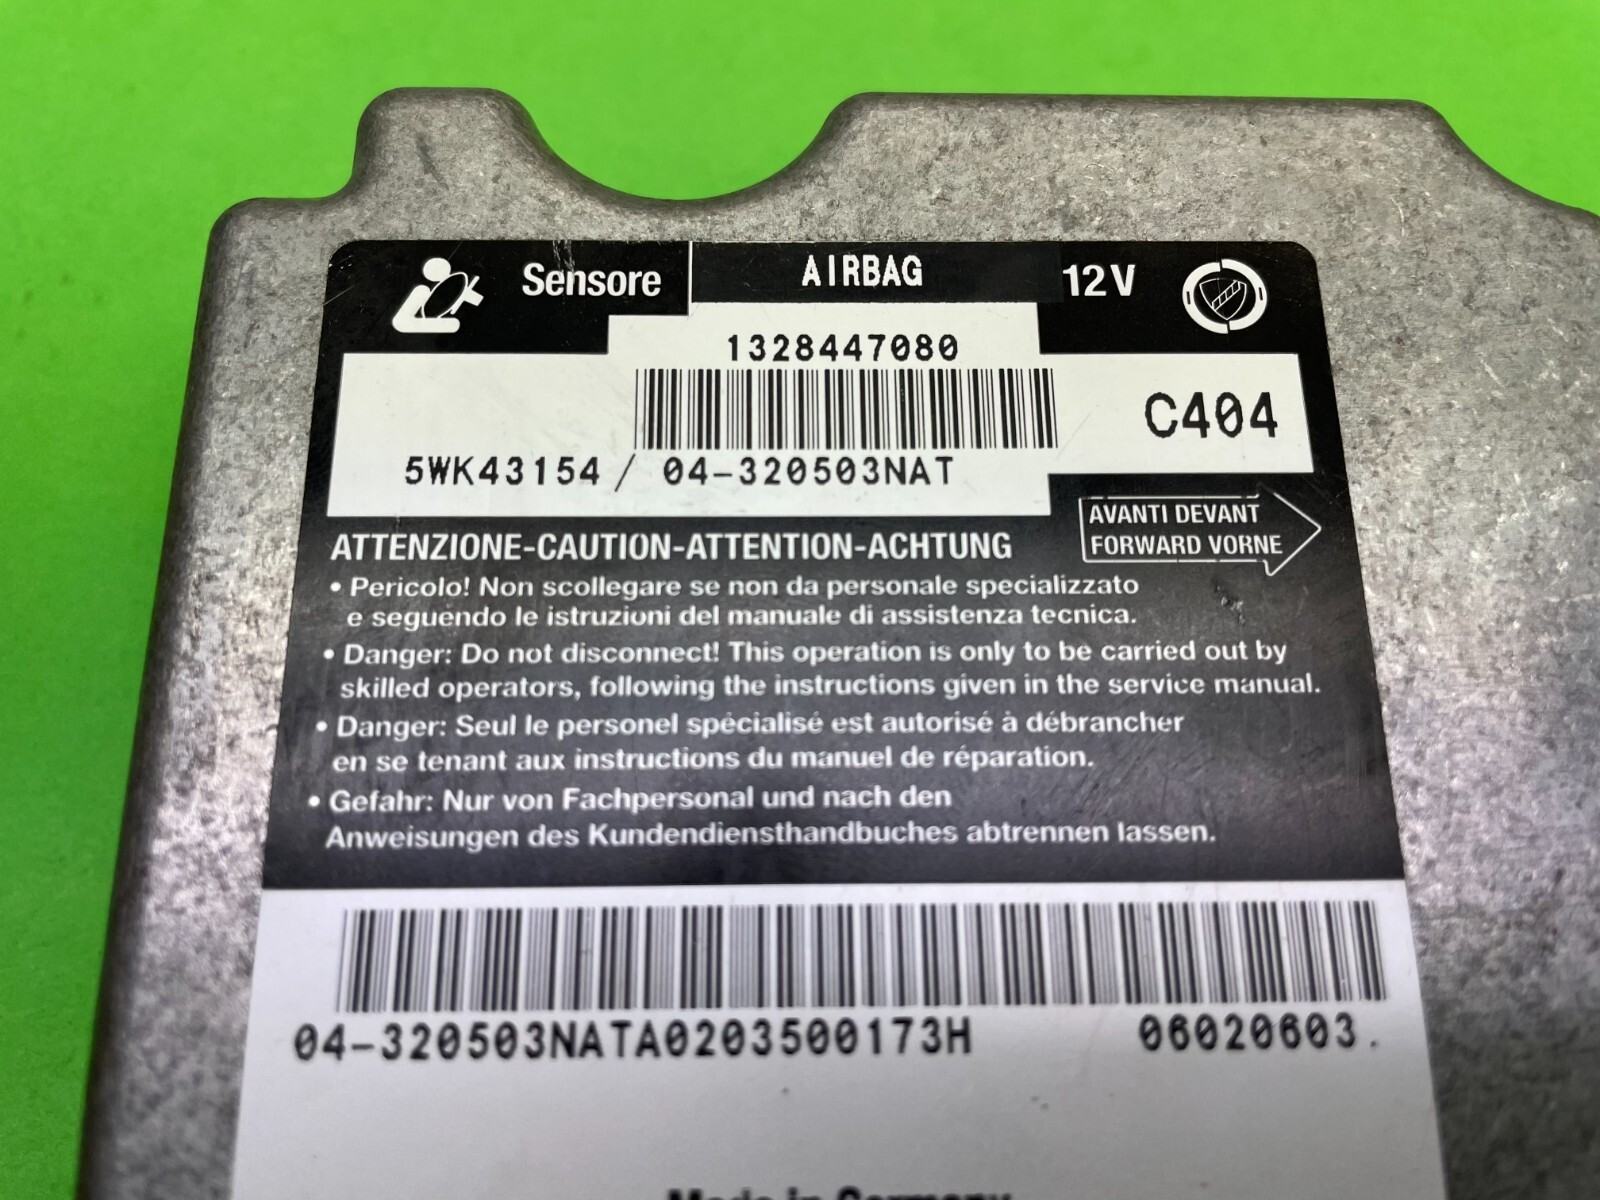 Sensore
AIRBAG
12V
1328447080
C404
5WK43154 / 04-320503NAT
AVANTI DEVANT
FORWARD VORNE
ATTENZIONE-CAUTION-ATTENTION-ACHTUNG
• Pericolo! Non scollegare se non da personale specializzato
e seguendo le istruzioni del manuale di assistenza tecnica.
• Danger: Do not disconnect! This operation is only to be carried out by
skilled operators, following the instructions given in the service manual.
• Danger: Seul le personel spécialisé est autorisé à débrancher
en se tenant aux instructions du manuel de réparation.
• Gefahr: Nur von Fachpersonal und nach den
Anweisungen des Kundendiensthandbuches abtrennen lassen.
04-320503NATA0203500173H 06020603.
Made in Germany